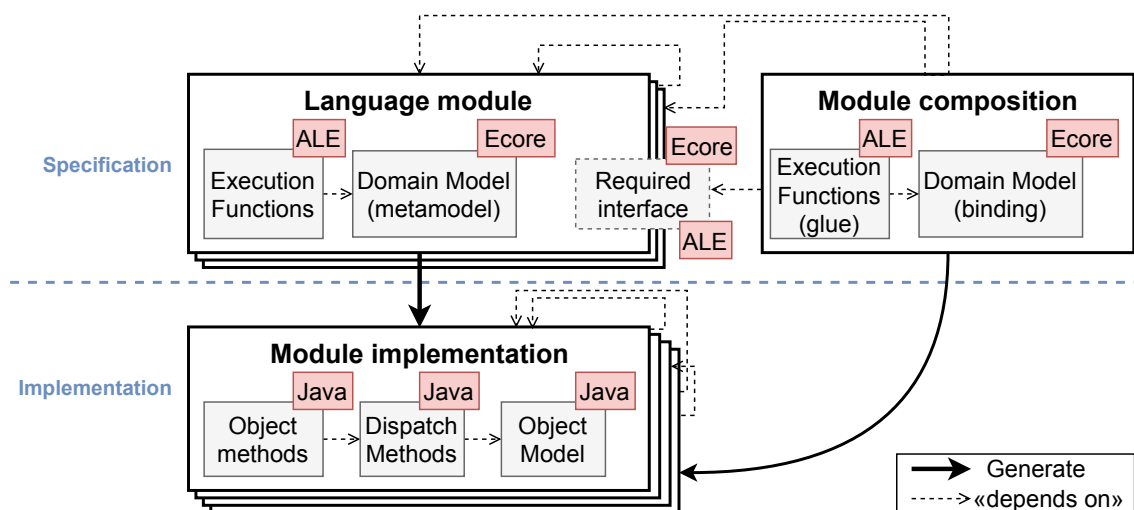 Language module
Module composition
ALE
Ecore
Ecore
ALE
Ecore
Specification
Execution
Functions
Domain Model
(metamodel)
Required
interface
ALE
Execution
Functions
(glue)
Domain Model
(binding)
Module implementation
Implementation
Java
Java
Java
Object
methods
Dispatch
Methods
Object
Model
Generate
«depends on»